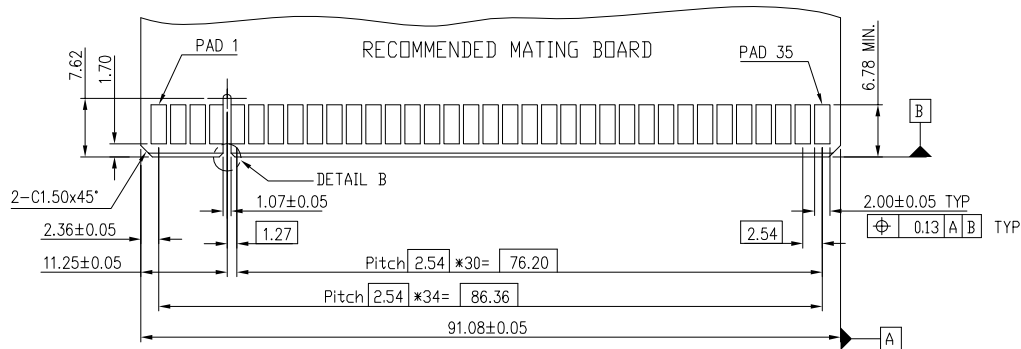 RECOMMENDED MATING BOARD
PAD 1
PAD 35
7.62
1.70
6.78 MIN.
B
DETAIL B
2-C1.50x45°
1.07±0.05
2.00±0.05 TYP
2.36±0.05
1.27
2.54
⌖ 0.13 A B TYP
11.25±0.05
Pitch 2.54 *30= 76.20
Pitch 2.54 *34= 86.36
91.08±0.05
A